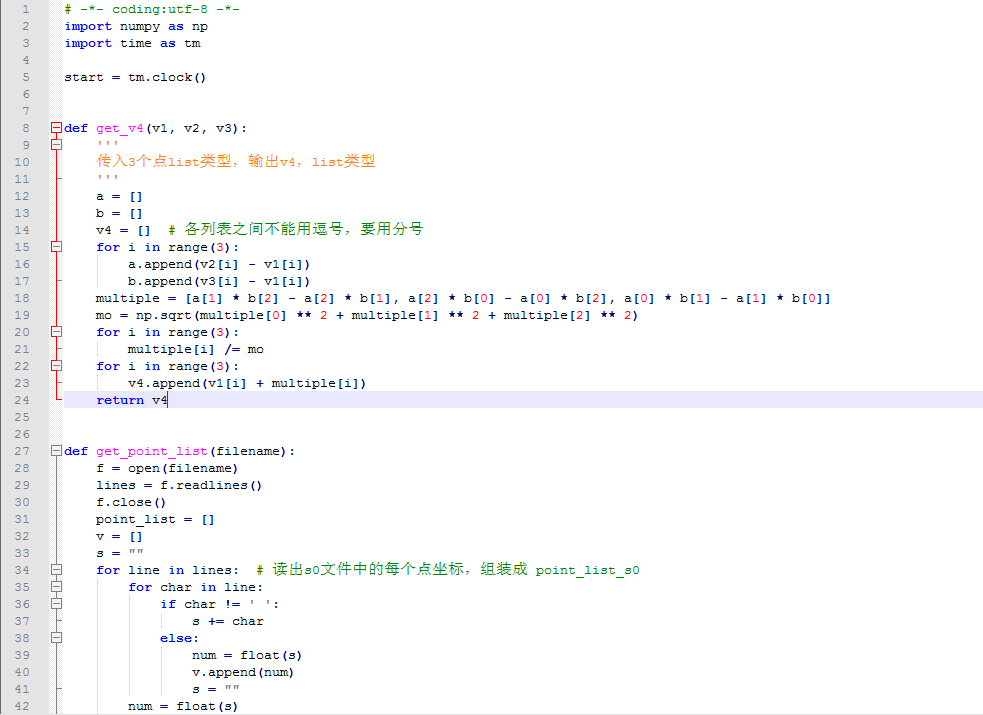 1 # -*- coding:utf-8 -*-
2 import numpy as np
3 import time as tm
4
5 start = tm.clock()
6
7
8 def get_v4(v1, v2, v3):
9     '''
10     传入3个点list类型，输出v4，list类型
11     '''
12     a = []
13     b = []
14     v4 = []  # 各列表之间不能用逗号，要用分号
15     for i in range(3):
16         a.append(v2[i] - v1[i])
17         b.append(v3[i] - v1[i])
18     multiple = [a[1] * b[2] - a[2] * b[1], a[2] * b[0] - a[0] * b[2], a[0] * b[1] - a[1] * b[0]]
19     mo = np.sqrt(multiple[0] ** 2 + multiple[1] ** 2 + multiple[2] ** 2)
20     for i in range(3):
21         multiple[i] /= mo
22     for i in range(3):
23         v4.append(v1[i] + multiple[i])
24     return v4
25
26
27 def get_point_list(filename):
28     f = open(filename)
29     lines = f.readlines()
30     f.close()
31     point_list = []
32     v = []
33     s = ""
34     for line in lines:  # 读出s0文件中的每个点坐标，组装成 point_list_s0
35         for char in line:
36             if char != ' ':
37                 s += char
38             else:
39                 num = float(s)
40                 v.append(num)
41                 s = ""
42         num = float(s)